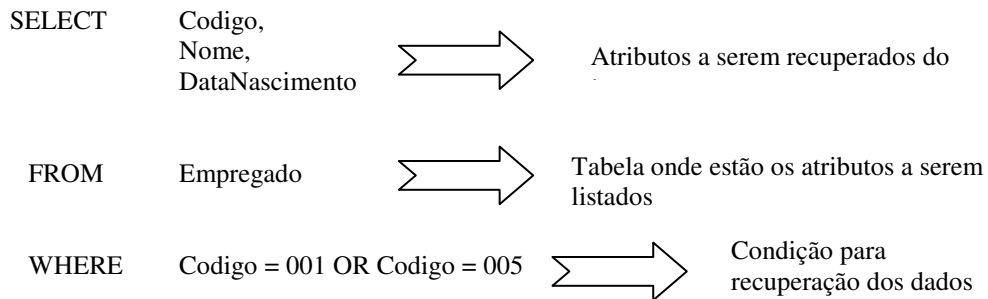 SELECT Codigo,
Nome,
DataNascimento
Atributos a serem recuperados do
FROM Empregado
Tabela onde estão os atributos a serem
listados
WHERE Codigo = 001 OR Codigo = 005
Condição para
recuperação dos dados